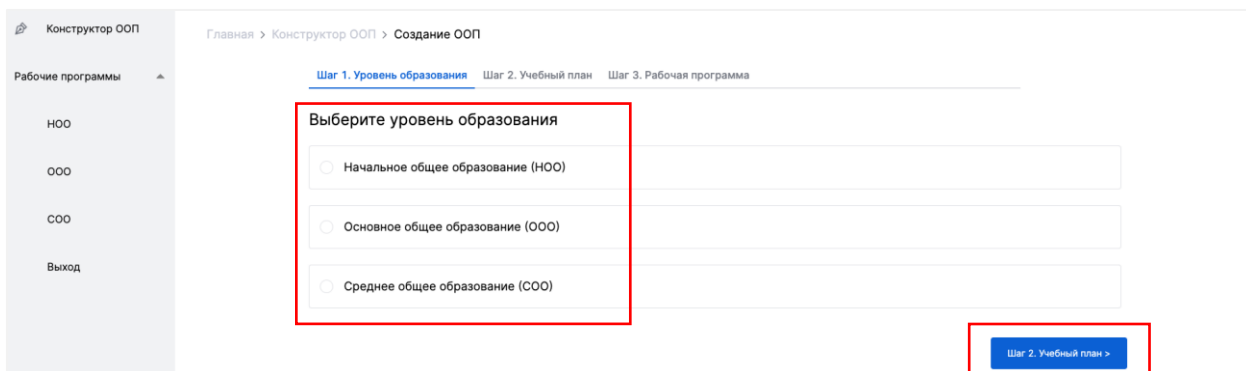 Конструктор ООП
Рабочие программы
НОО
ООО
СОО
Выход
Главная > Конструктор ООП > Создание ООП
Шаг 1. Уровень образования Шаг 2. Учебный план Шаг 3. Рабочая программа
Выберите уровень образования
Начальное общее образование (НОО)
Основное общее образование (ООО)
Среднее общее образование (СОО)
Шаг 2. Учебный план >